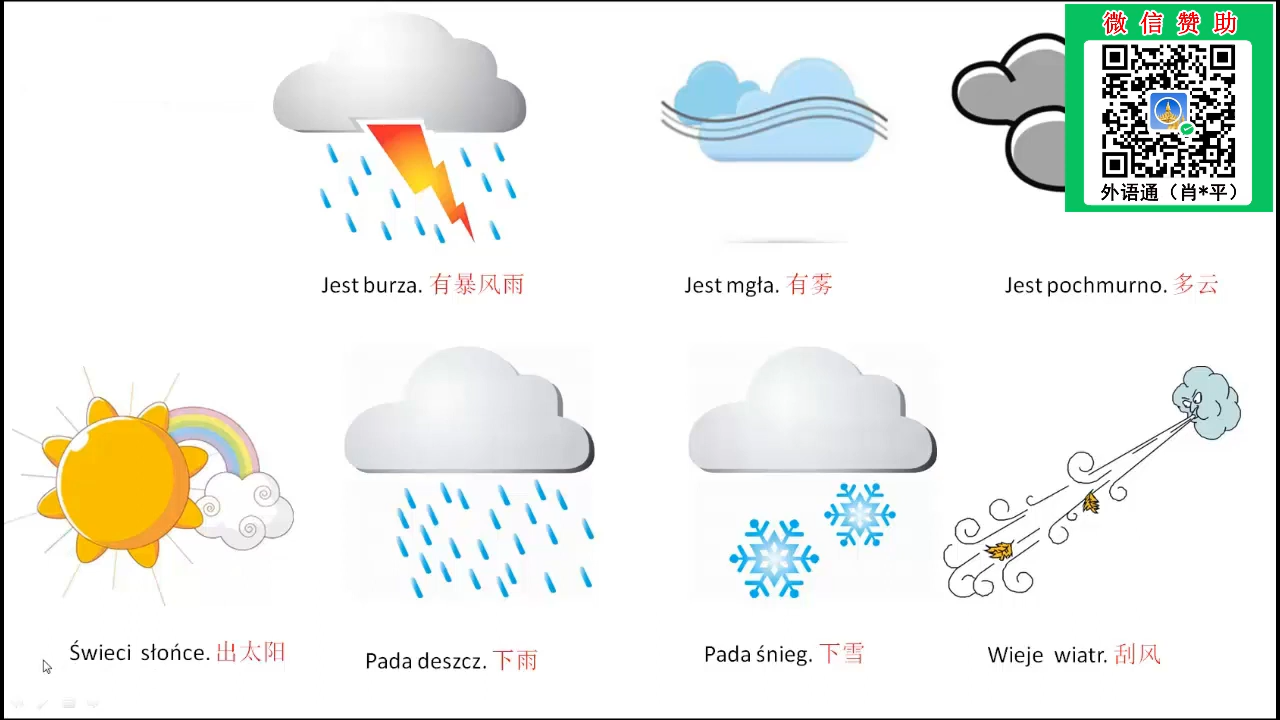 微信赞助
外语通（肖*平）
Jest burza. 有暴风雨
Jest mgła. 有雾
Jest pochmurno. 多云
Świeci słońce. 出太阳
Pada deszcz. 下雨
Pada śnieg. 下雪
Wieje wiatr. 刮风